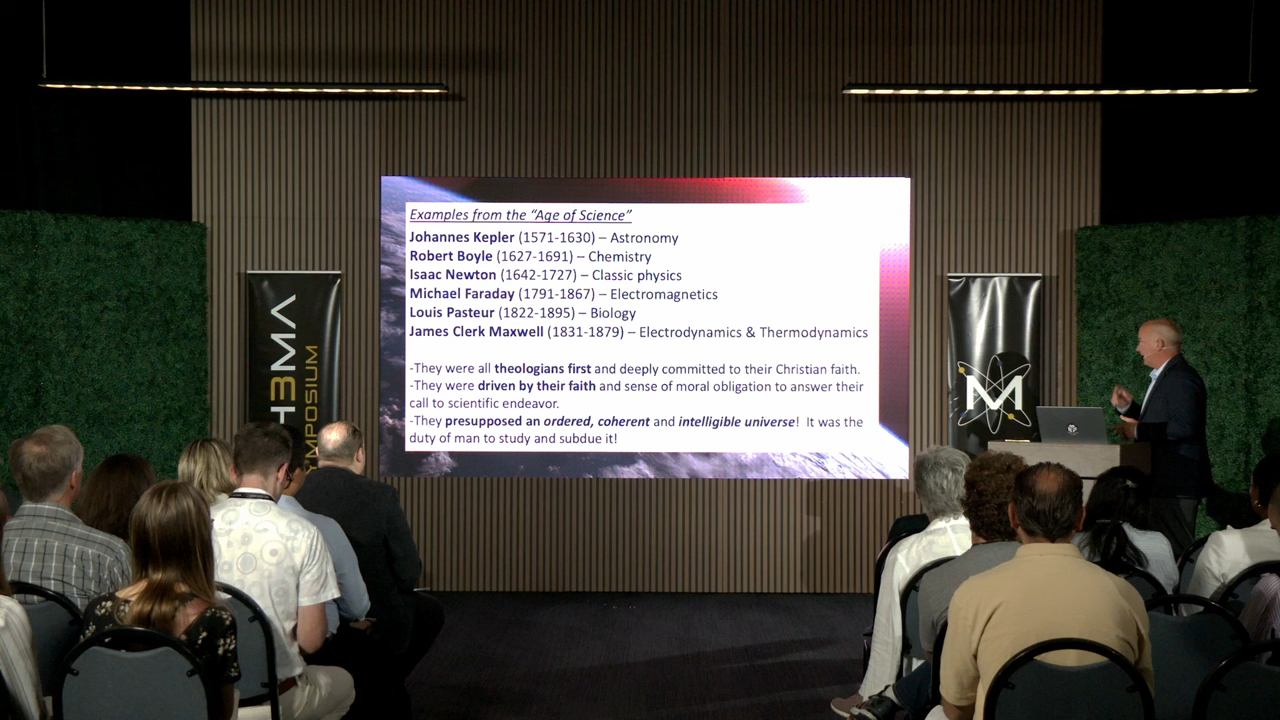 Examples from the “Age of Science”
Johannes Kepler (1571-1630) – Astronomy
Robert Boyle (1627-1691) – Chemistry
Isaac Newton (1642-1727) – Classic physics
Michael Faraday (1791-1867) – Electromagnetics
Louis Pasteur (1822-1895) – Biology
James Clerk Maxwell (1831-1879) – Electrodynamics & Thermodynamics
-They were all theologians first and deeply committed to their Christian faith.
-They were driven by their faith and sense of moral obligation to answer their
call to scientific endeavor.
-They presupposed an ordered, coherent and intelligible universe! It was the
duty of man to study and subdue it!
YMPOSIUM
M